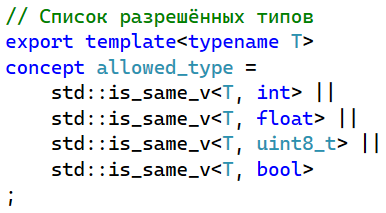 // Список разрешённых типов
export template<typename T>
concept allowed_type =
    std::is_same_v<T, int> ||
    std::is_same_v<T, float> ||
    std::is_same_v<T, uint8_t> ||
    std::is_same_v<T, bool>
;